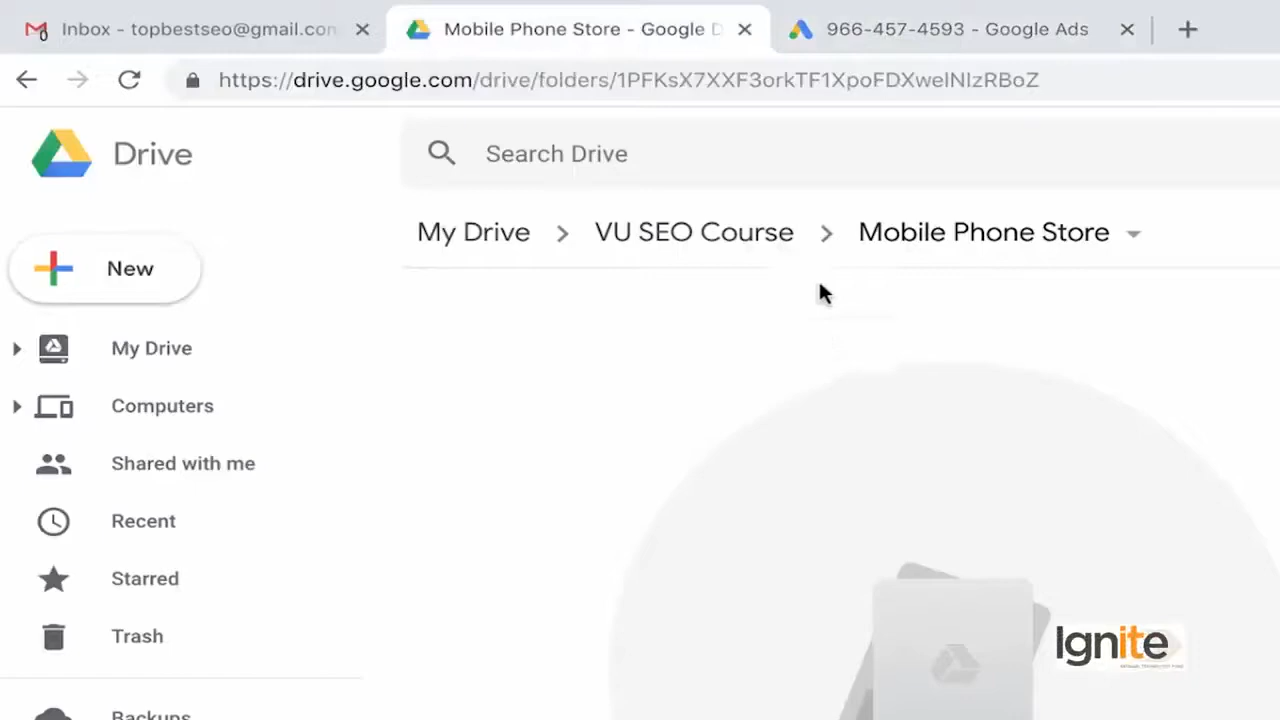 Inbox - topbestseo@gmail.con
Mobile Phone Store - Google D
966-457-4593 - Google Ads
https://drive.google.com/drive/folders/1PFKsX7XXF3orkTF1XpoFDXwelNIzRBoZ
Drive
Search Drive
My Drive > VU SEO Course > Mobile Phone Store
New
My Drive
Computers
Shared with me
Recent
Starred
Trash
Backups
Ignite